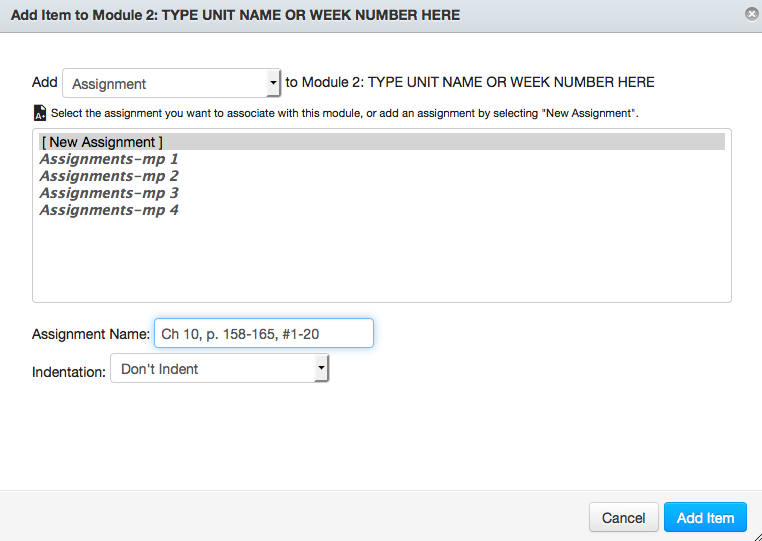 Add Item to Module 2: TYPE UNIT NAME OR WEEK NUMBER HERE
Add Assignment to Module 2: TYPE UNIT NAME OR WEEK NUMBER HERE
A+ Select the assignment you want to associate with this module, or add an assignment by selecting "New Assignment".
[ New Assignment ]
Assignments-mp 1
Assignments-mp 2
Assignments-mp 3
Assignments-mp 4
Assignment Name: Ch 10, p. 158-165, #1-20
Indentation: Don't Indent
Cancel Add Item